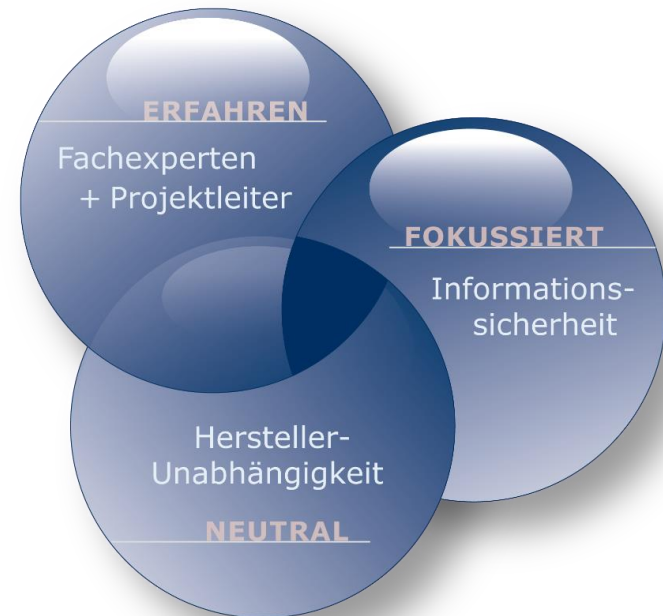 ERFAHREN
Fachexperten
+ Projektleiter
FOKUSSIERT
Informations-
sicherheit
Hersteller-
Unabhängigkeit
NEUTRAL